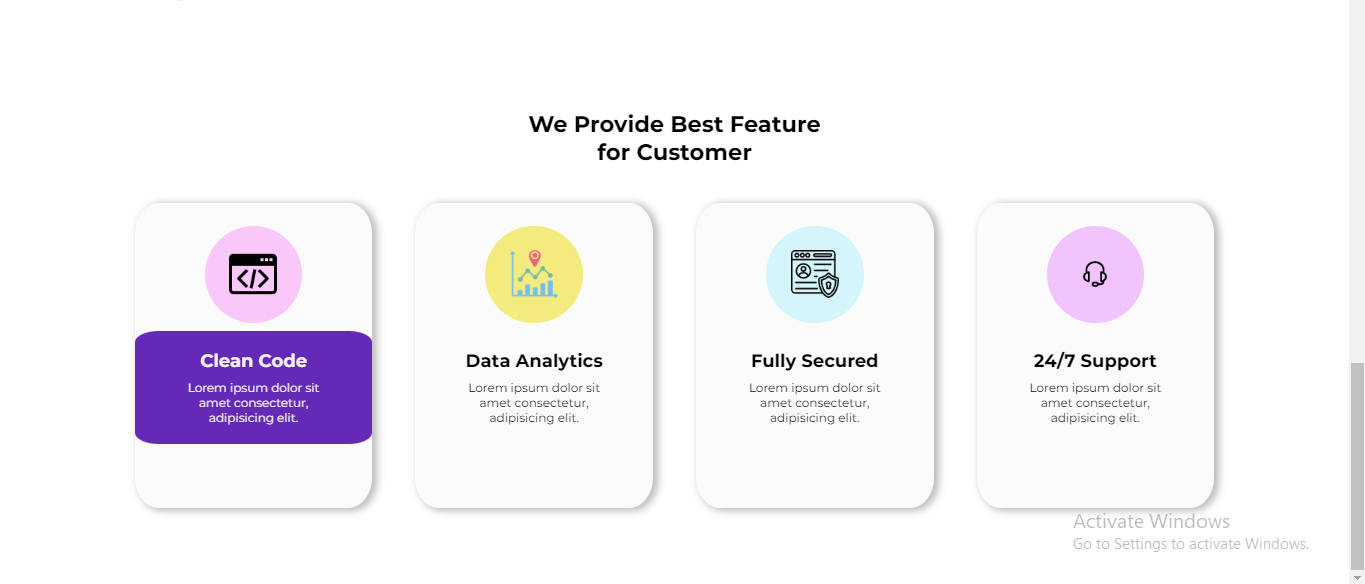 We Provide Best Feature
for Customer
Clean Code
Lorem ipsum dolor sit
amet consectetur,
adipisicing elit.
Data Analytics
Lorem ipsum dolor sit
amet consectetur,
adipisicing elit.
Fully Secured
Lorem ipsum dolor sit
amet consectetur,
adipisicing elit.
24/7 Support
Lorem ipsum dolor sit
amet consectetur,
adipisicing elit.
Activate Windows
Go to Settings to activate Windows.